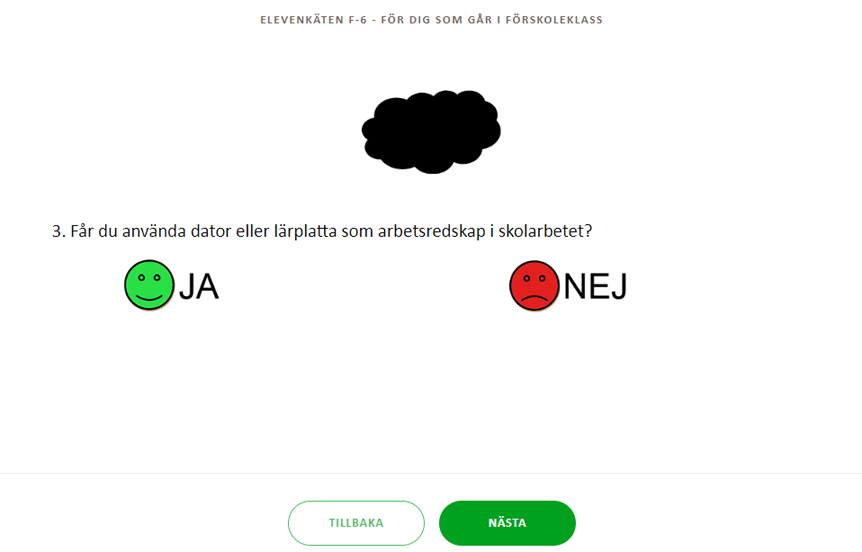 ELEVENKÄTEN F-6 - FÖR DIG SOM GÅR I FÖRSKOLEKLASS
3. Får du använda dator eller lärplatta som arbetsredskap i skolarbetet?
JA NEJ
TILLBAKA NÄSTA